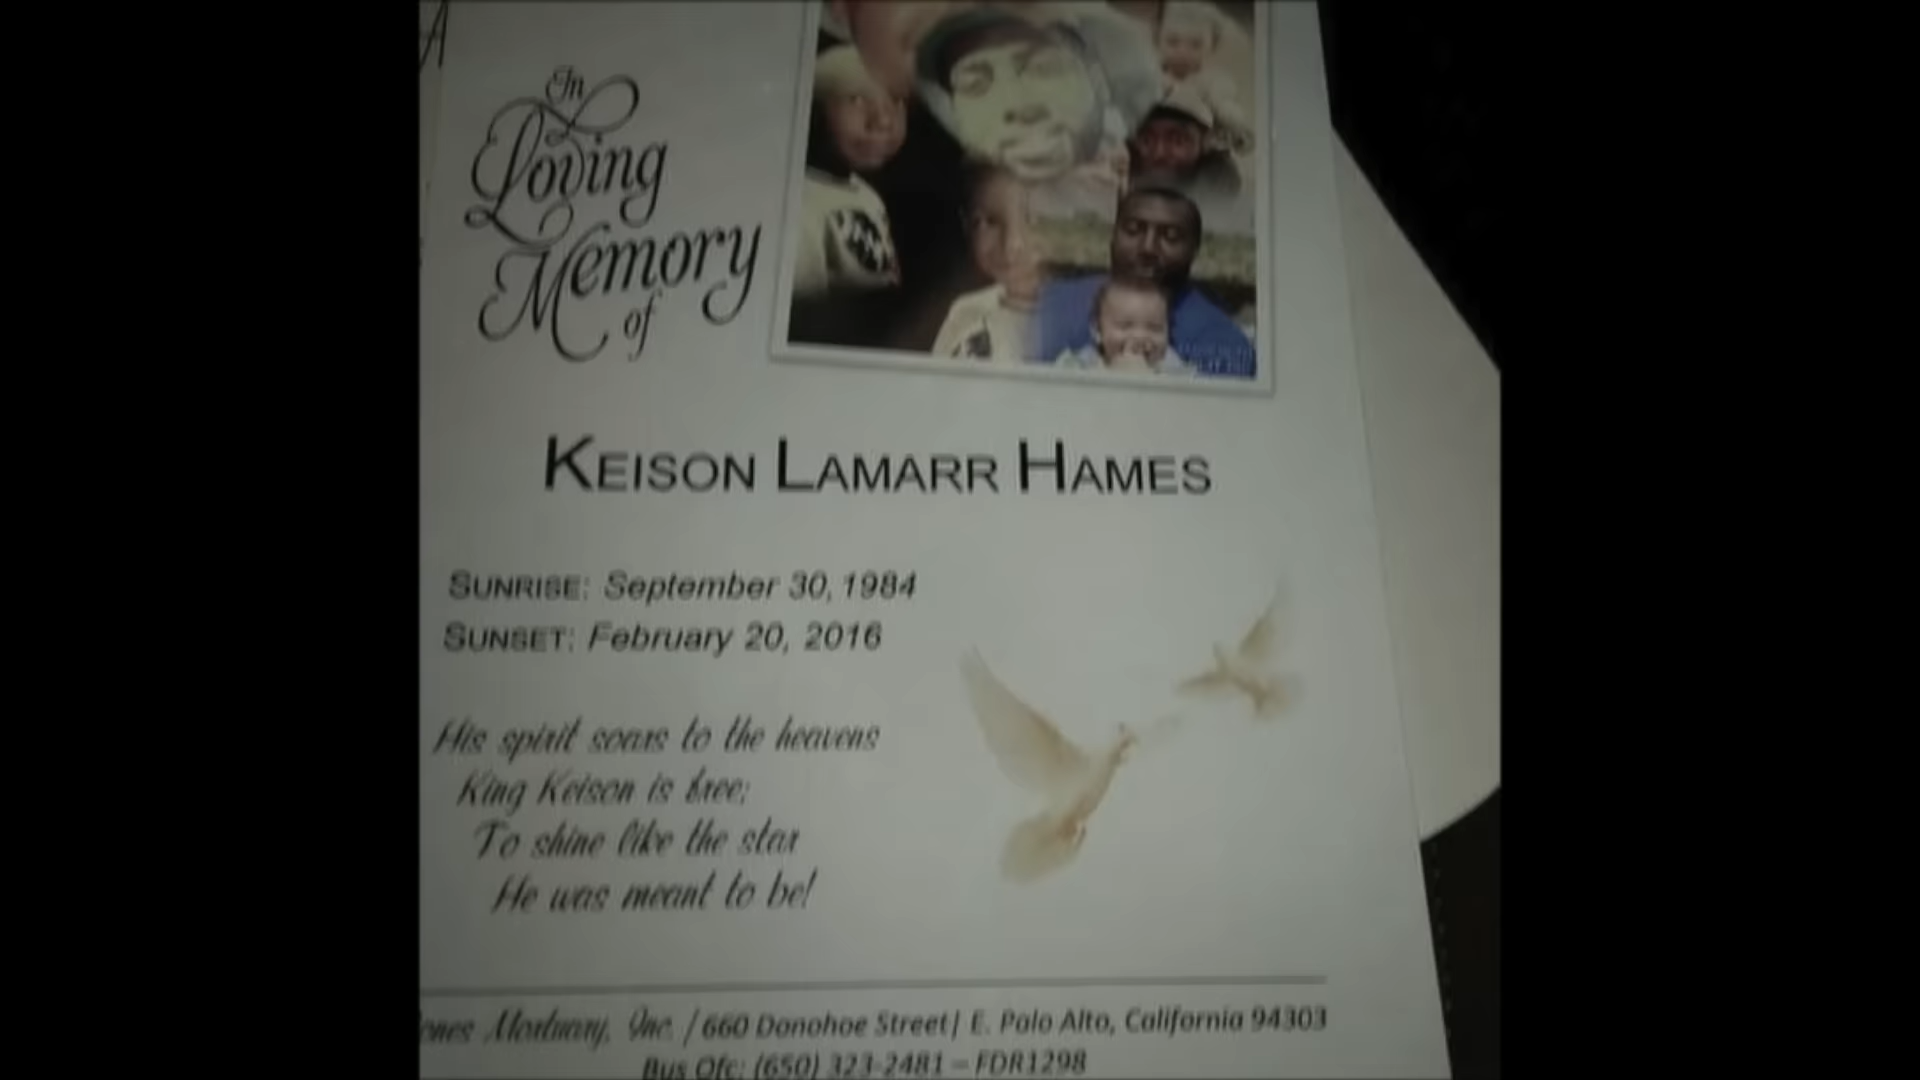 In
Loving
Memory
of
KEISON LAMARR HAMES
SUNRISE: September 30, 1984
SUNSET: February 20, 2016
His spirit soars to the heavens
King Keison is free;
To shine like the star
He was meant to be!
ones Mortuary, Inc. / 660 Donohoe Street| E. Palo Alto, California 94303
Bus Ofc: (650) 323-2481 – FDR1298